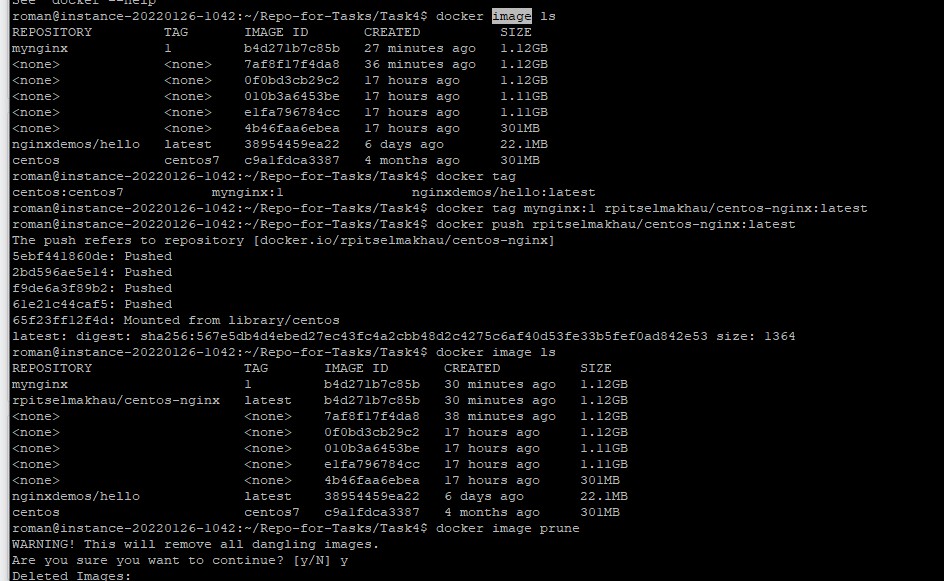 See 'docker --help'
roman@instance-20220126-1042:~/Repo-for-Tasks/Task4$ docker image ls
REPOSITORY TAG IMAGE ID CREATED SIZE
mynginx 1 b4d271b7c85b 27 minutes ago 1.12GB
<none> <none> 7af8f17f4da8 36 minutes ago 1.12GB
<none> <none> 0f0bd3cb29c2 17 hours ago 1.12GB
<none> <none> 010b3a6453be 17 hours ago 1.11GB
<none> <none> e1fa796784cc 17 hours ago 1.11GB
<none> <none> 4b46faa6ebea 17 hours ago 301MB
nginxdemos/hello latest 38954459ea22 6 days ago 22.1MB
centos centos7 c9a1fdca3387 4 months ago 301MB
roman@instance-20220126-1042:~/Repo-for-Tasks/Task4$ docker tag
centos:centos7 mynginx:1 nginxdemos/hello:latest
roman@instance-20220126-1042:~/Repo-for-Tasks/Task4$ docker tag mynginx:1 rpitselmakhau/centos-nginx:latest
roman@instance-20220126-1042:~/Repo-for-Tasks/Task4$ docker push rpitselmakhau/centos-nginx:latest
The push refers to repository [docker.io/rpitselmakhau/centos-nginx]
5ebf441860de: Pushed
2bd596ae5e14: Pushed
f9de6a3f89b2: Pushed
61e21c44caf5: Pushed
65f23ff12f4d: Mounted from library/centos
latest: digest: sha256:567e5db4d4ebed27ec43fc4a2cbb48d2c4275c6af40d53fe33b5fef0ad842e53 size: 1364
roman@instance-20220126-1042:~/Repo-for-Tasks/Task4$ docker image ls
REPOSITORY TAG IMAGE ID CREATED SIZE
mynginx 1 b4d271b7c85b 30 minutes ago 1.12GB
rpitselmakhau/centos-nginx latest b4d271b7c85b 30 minutes ago 1.12GB
<none> <none> 7af8f17f4da8 38 minutes ago 1.12GB
<none> <none> 0f0bd3cb29c2 17 hours ago 1.12GB
<none> <none> 010b3a6453be 17 hours ago 1.11GB
<none> <none> e1fa796784cc 17 hours ago 1.11GB
<none> <none> 4b46faa6ebea 17 hours ago 301MB
nginxdemos/hello latest 38954459ea22 6 days ago 22.1MB
centos centos7 c9a1fdca3387 4 months ago 301MB
roman@instance-20220126-1042:~/Repo-for-Tasks/Task4$ docker image prune
WARNING! This will remove all dangling images.
Are you sure you want to continue? [y/N] y
Deleted Images: